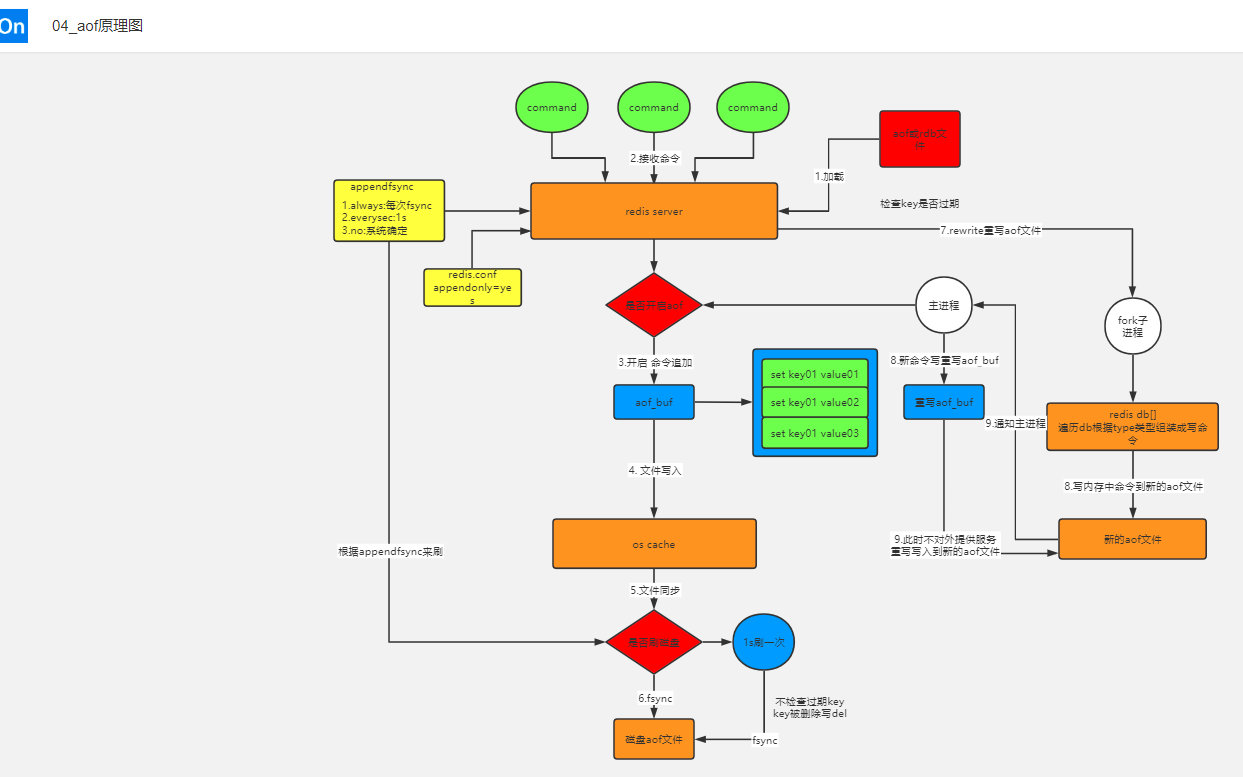 On
04_aof原理图
command
command
command
aof或rdb文
件
2.接收命令
1.加载
appendfsync
1.always:每次fsync
2.everysec:1s
3.no:系统确定
redis server
检查key是否过期
7.rewrite重写aof文件
redis.conf
appendonly=ye
s
是否开启aof
主进程
fork子
进程
3.开启 命令追加
8.新命令写重写aof_buf
set key01 value01
set key01 value02
set key01 value03
aof_buf
重写aof_buf
9.通知主进程
redis db[]
遍历db根据type类型组装成写命
令
4. 文件写入
8.写内存中命令到新的aof文件
os cache
9.此时不对外提供服务
重写写入到新的aof文件
新的aof文件
根据appendfsync来刷
5.文件同步
是否刷磁盘
1s刷一次
6.fsync
不检查过期key
key被删除写del
磁盘aof文件
fsync